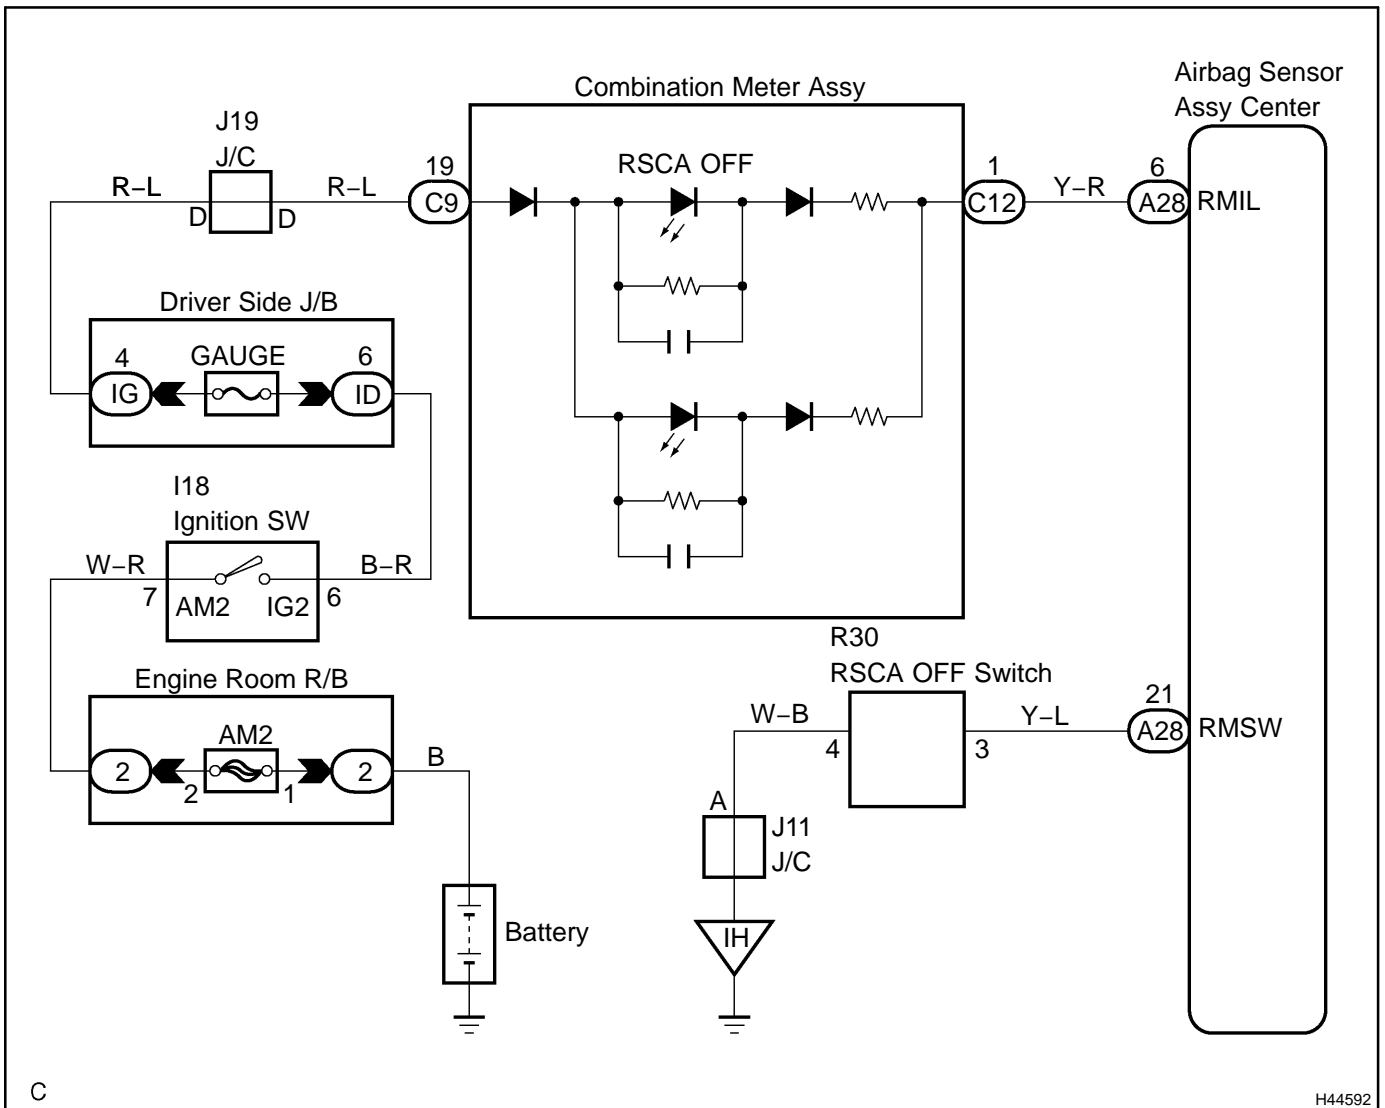 Combination Meter Assy
Airbag Sensor
Assy Center
J19
J/C
R–L
D
D
R–L
19
C9
RSCA OFF
1
C12
Y–R
6
A28
RMIL
Driver Side J/B
4
IG
GAUGE
6
ID
I18
Ignition SW
W–R
7
AM2
IG2
6
B–R
Engine Room R/B
2
AM2
2
1
2
B
Battery
R30
RSCA OFF Switch
W–B
4
3
Y–L
21
A28
RMSW
A
J11
J/C
IH
C
H44592